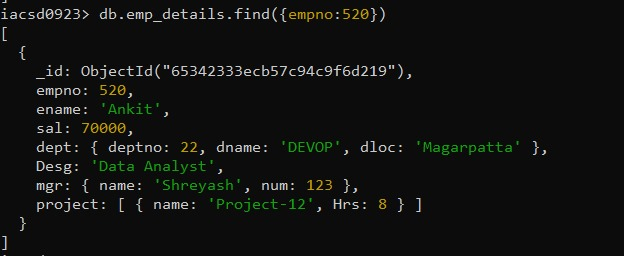 iacsd0923> db.emp_details.find({empno:520})
[
  {
    _id: ObjectId("65342333ecb57c94c9f6d219"),
    empno: 520,
    ename: 'Ankit',
    sal: 70000,
    dept: { deptno: 22, dname: 'DEVOP', dloc: 'Magarpatta' },
    Desg: 'Data Analyst',
    mgr: { name: 'Shreyash', num: 123 },
    project: [ { name: 'Project-12', Hrs: 8 } ]
  }
]